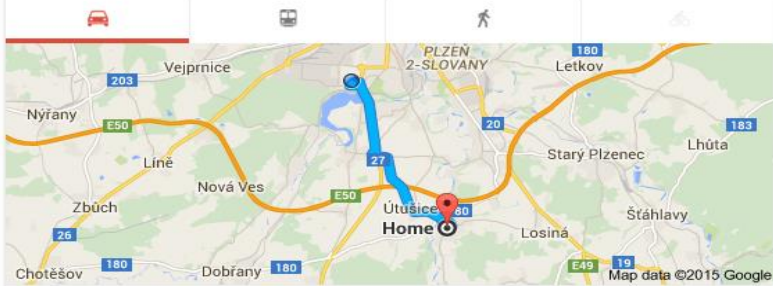 PLZEŇ
2-SLOVANY
180
Letkov
Vejprnice
203
Nýřany
E50
20
183
Lhůta
Starý Plzenec
27
Líně
Nová Ves
E50
Zbůch
Útušice
180
Šťáhlavy
Home
Losiná
26
Chotěšov
180
Dobřany
180
E49
19
Map data ©2015 Google